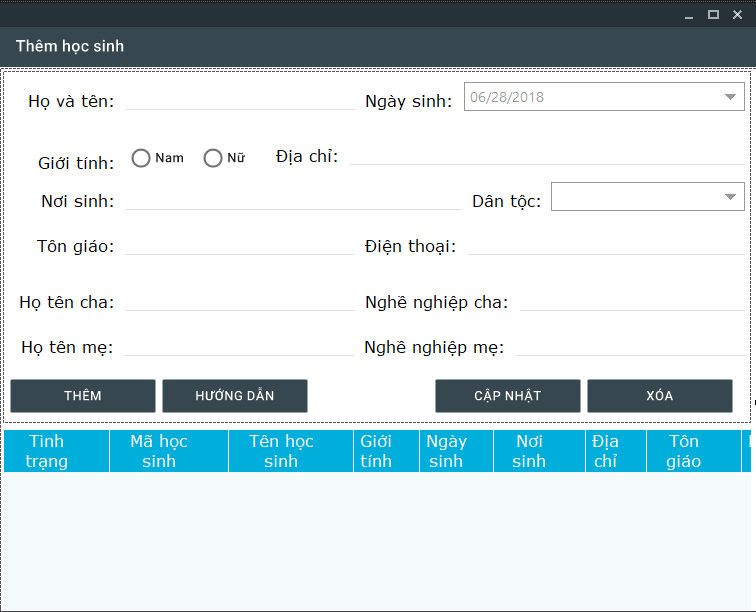 Thêm học sinh
Họ và tên:
Ngày sinh: 06/28/2018
Giới tính: Nam Nữ
Địa chỉ:
Nơi sinh:
Dân tộc:
Tôn giáo:
Điện thoại:
Họ tên cha:
Nghề nghiệp cha:
Họ tên mẹ:
Nghề nghiệp mẹ:
THÊM
HƯỚNG DẪN
CẬP NHẬT
XÓA
Tình
trạng
Mã học
sinh
Tên học
sinh
Giới
tính
Ngày
sinh
Nơi
sinh
Địa
chỉ
Tôn
giáo